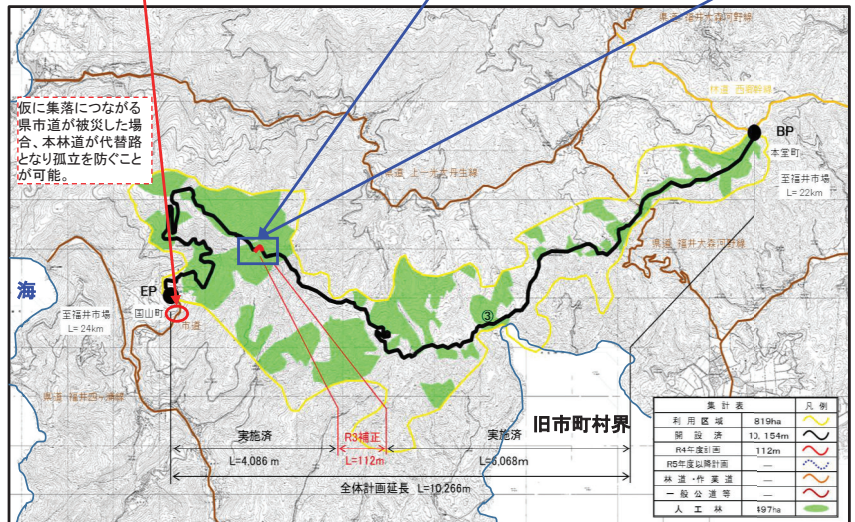 仮に集落につながる
県市道が被災した場
合、本林道が代替路
となり孤立を防ぐこと
が可能。
県道 福井大森河野線
林道 西南幹線
BP
本堂町
至福井市場
L= 22km
県道 上一光丹生線
県道 福井大森河野線
海
EP
国山町
市道
至福井市場
L= 24km
県道 福井四ヶ浦線
③
旧市町村界
実施済
R3補正
実施済
L=4,086 m
L=112m
L=6,068m
全体計画延長 L=10,266m
集 計 表
凡 例
利 用 区 域 819ha
開 設 済 10,154m
R4年度計画 112m
R5年度以降計画 —
林 道 ・ 作 業 道 —
一 般 公 道 等 —
人 工 林 497ha